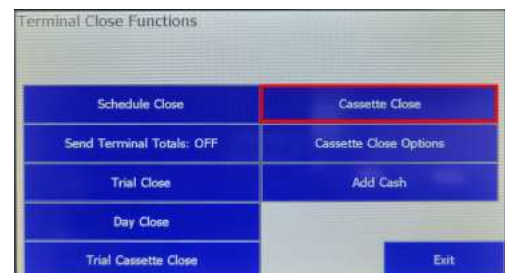 Terminal Close Functions
Schedule Close
Cassette Close
Send Terminal Totals: OFF
Cassette Close Options
Trial Close
Add Cash
Day Close
Trial Cassette Close
Exit